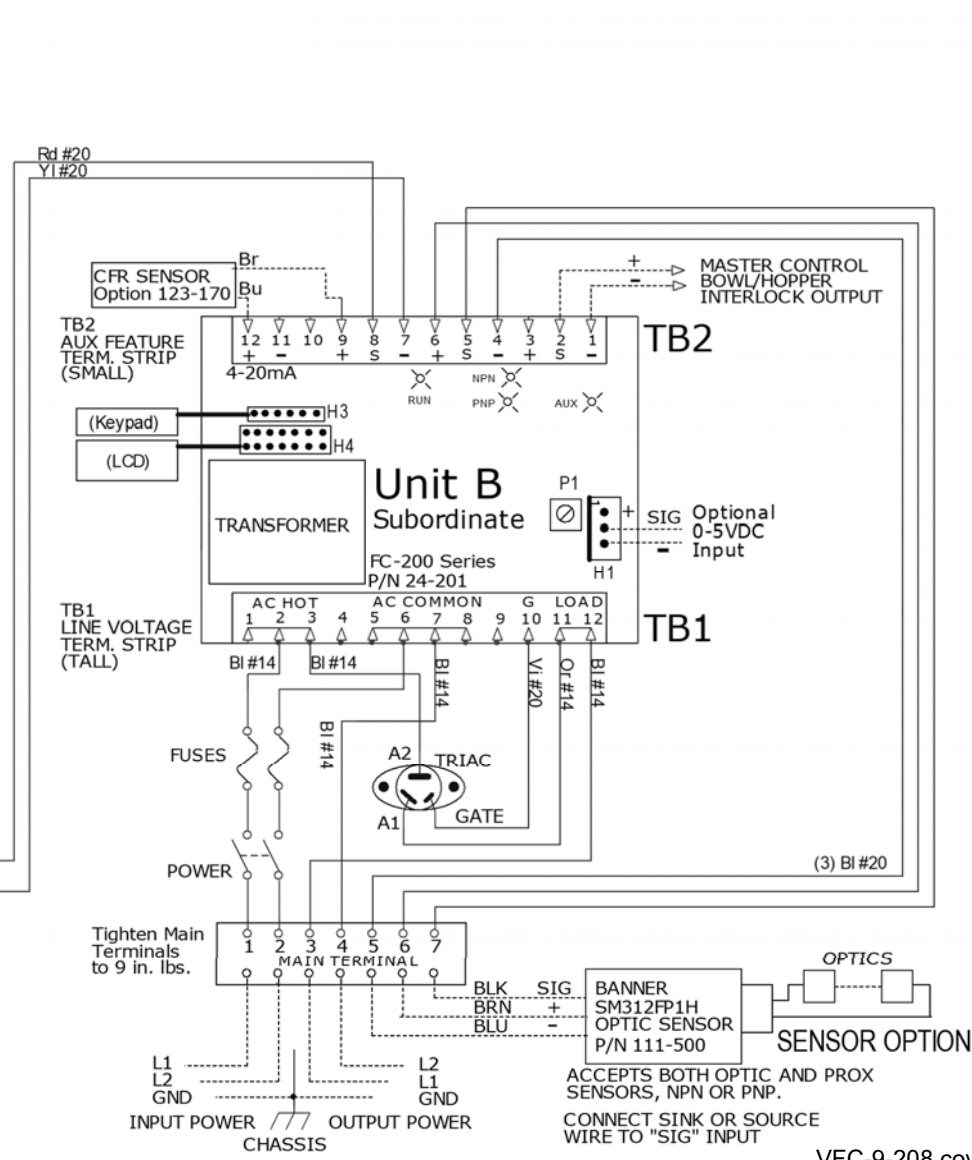 Rd #20
Yl #20
CFR SENSOR
Option 123-170
Br
Bu
+
-
MASTER CONTROL
BOWL/HOPPER
INTERLOCK OUTPUT
TB2
AUX FEATURE
TERM. STRIP
(SMALL)
12 11 10 9 8 7 6 5 4 3 2 1
+ - + S - + S - + S -
TB2
4-20mA
RUN
NPN
PNP
AUX
(Keypad)
H3
(LCD)
H4
TRANSFORMER
Unit B
Subordinate
FC-200 Series
P/N 24-201
P1
1
+
SIG
-
Optional
0-5VDC
Input
H1
TB1
LINE VOLTAGE
TERM. STRIP
(TALL)
AC HOT AC COMMON G LOAD
1 2 3 4 5 6 7 8 9 10 11 12
TB1
Bl #14
Bl #14
Bl #14
Bl #14
Vi #20
Or #14
Bl #14
FUSES
A2
TRIAC
A1
GATE
POWER
(3) Bl #20
Tighten Main
Terminals
to 9 in. lbs.
1 2 3 4 5 6 7
MAIN TERMINAL
BLK SIG
BRN +
BLU -
BANNER
SM312FP1H
OPTIC SENSOR
P/N 111-500
OPTICS
SENSOR OPTION
L1
L2
GND
INPUT POWER
CHASSIS
L2
L1
GND
OUTPUT POWER
ACCEPTS BOTH OPTIC AND PROX
SENSORS, NPN OR PNP.
CONNECT SINK OR SOURCE
WIRE TO "SIG" INPUT